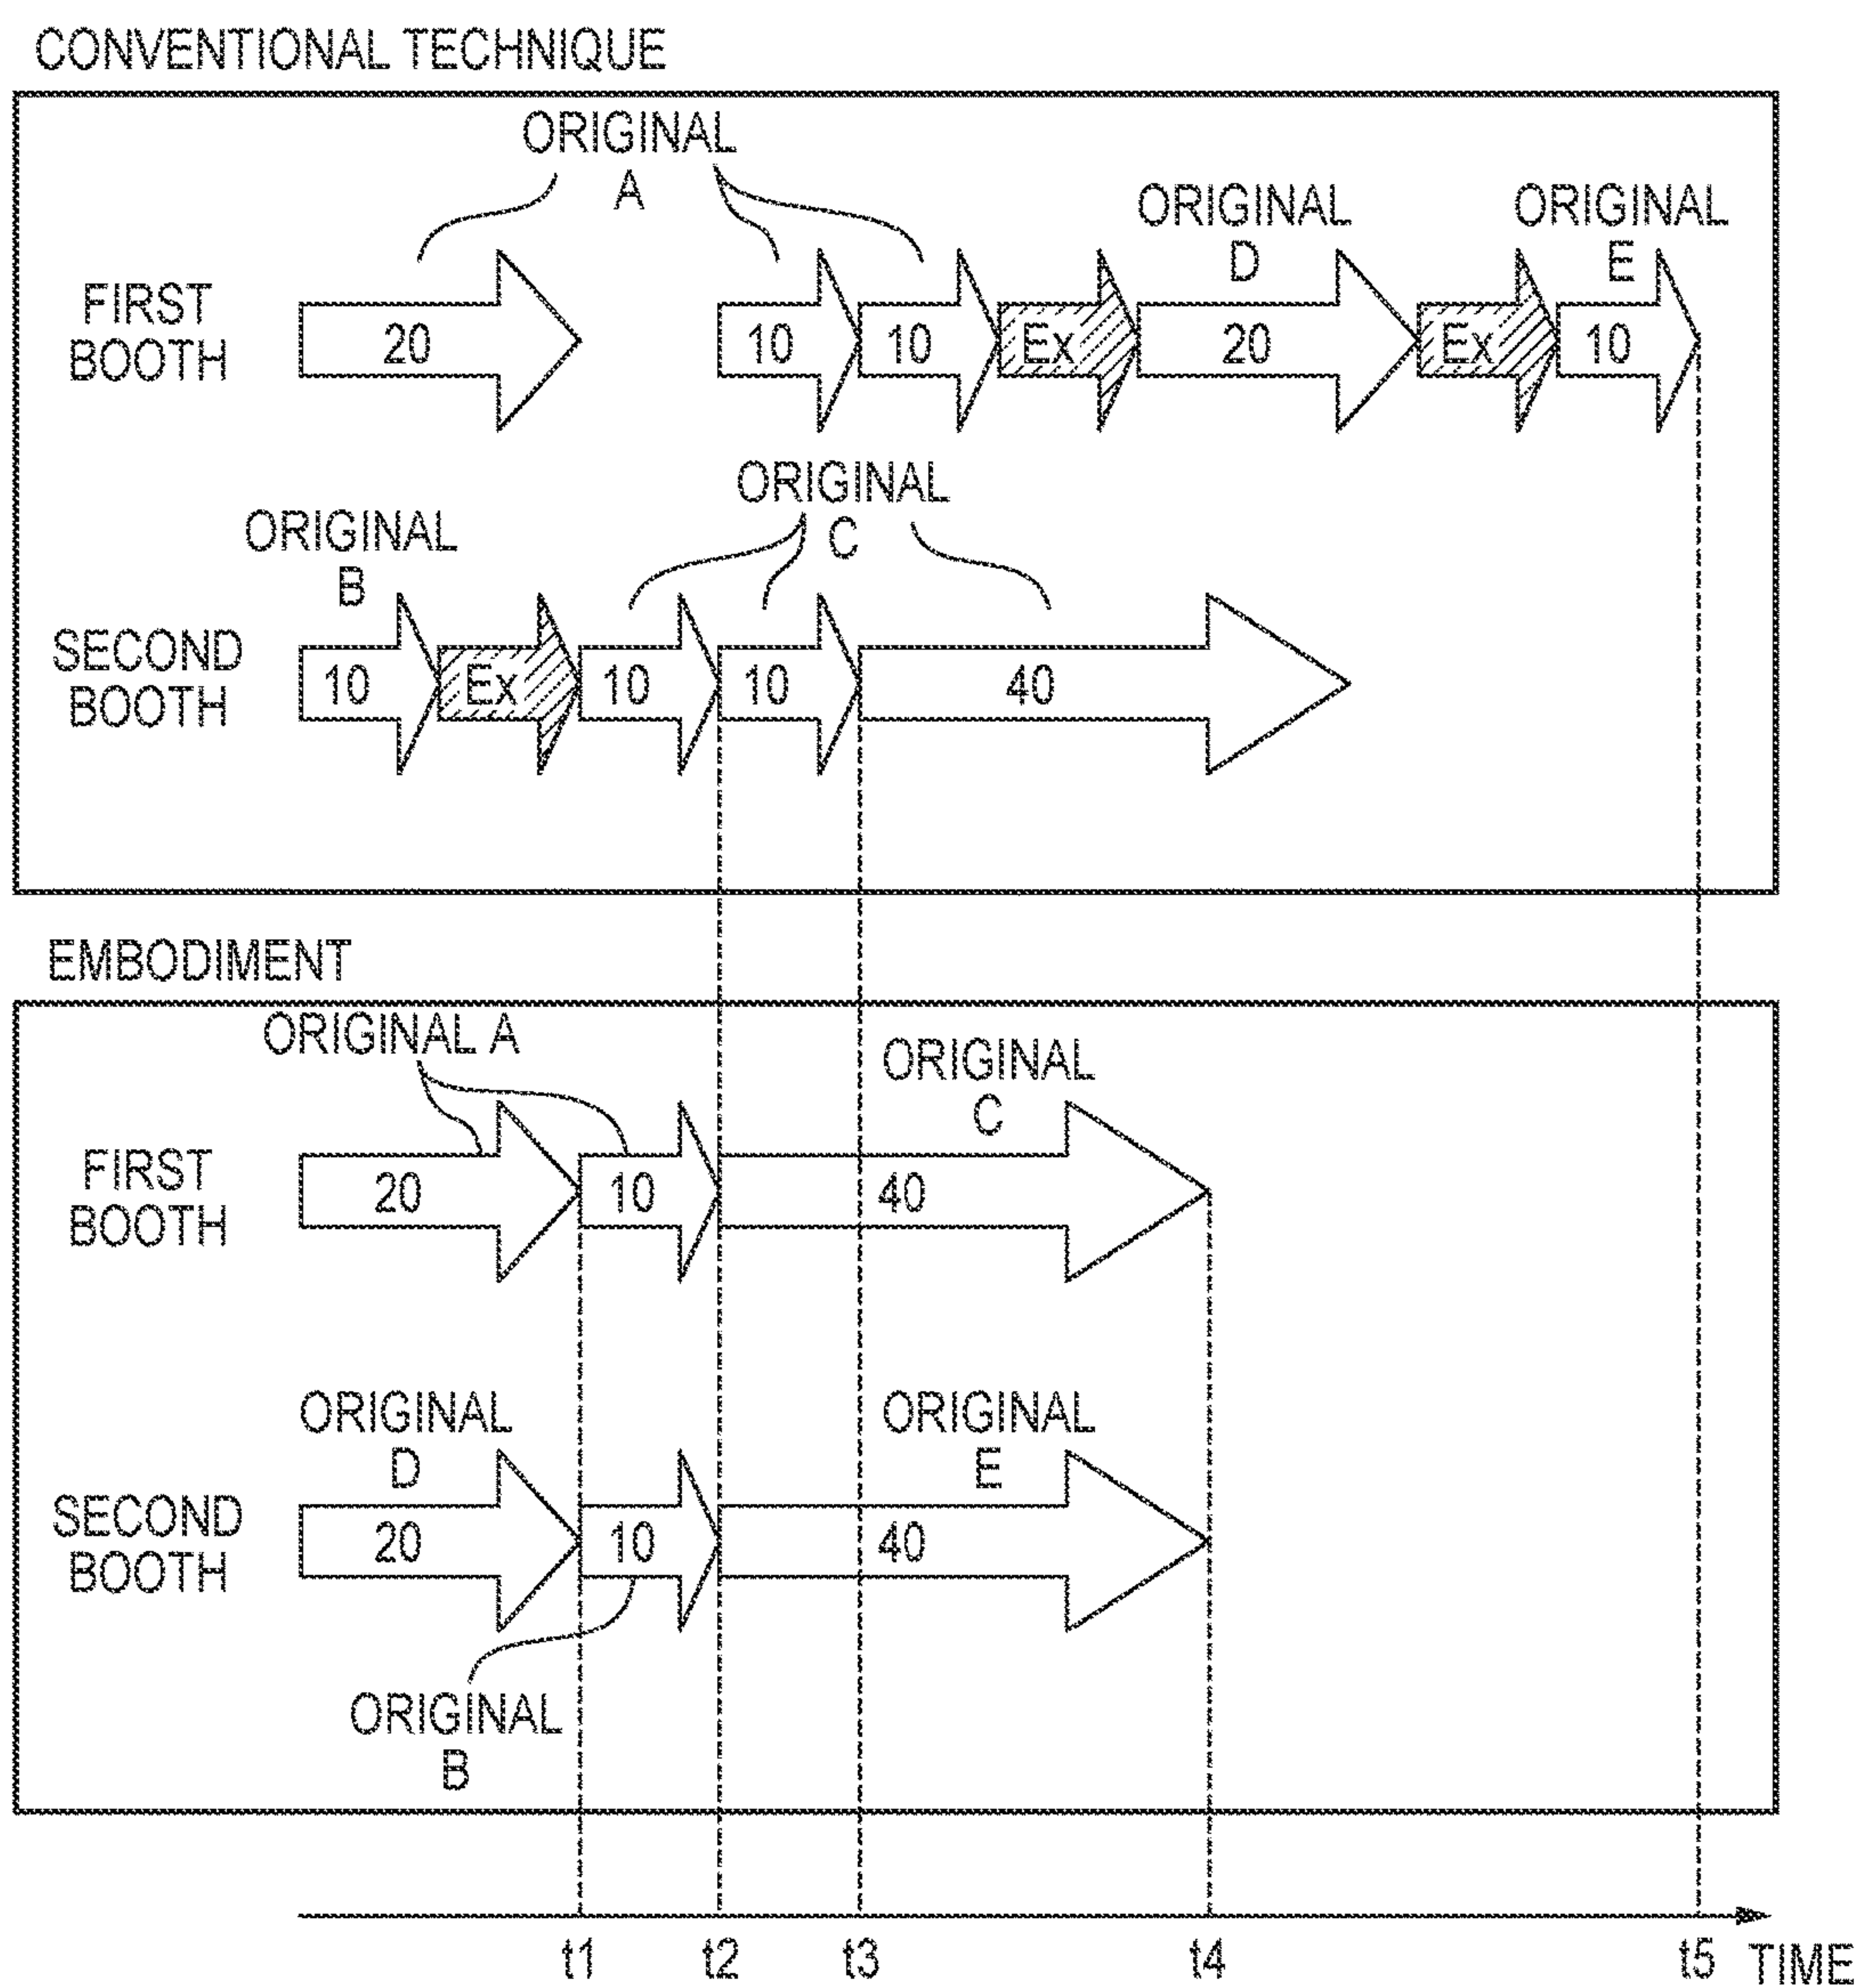 CONVENTIONAL TECHNIQUE
ORIGINAL
A
ORIGINAL
D
ORIGINAL
E
FIRST
BOOTH
20
10
10
Ex
20
Ex
10
ORIGINAL
C
ORIGINAL
B
SECOND
BOOTH
10
Ex
10
10
40
EMBODIMENT
ORIGINAL A
ORIGINAL
C
FIRST
BOOTH
20
10
40
ORIGINAL
D
ORIGINAL
E
SECOND
BOOTH
20
10
40
ORIGINAL
B
t1
t2
t3
t4
t5
TIME